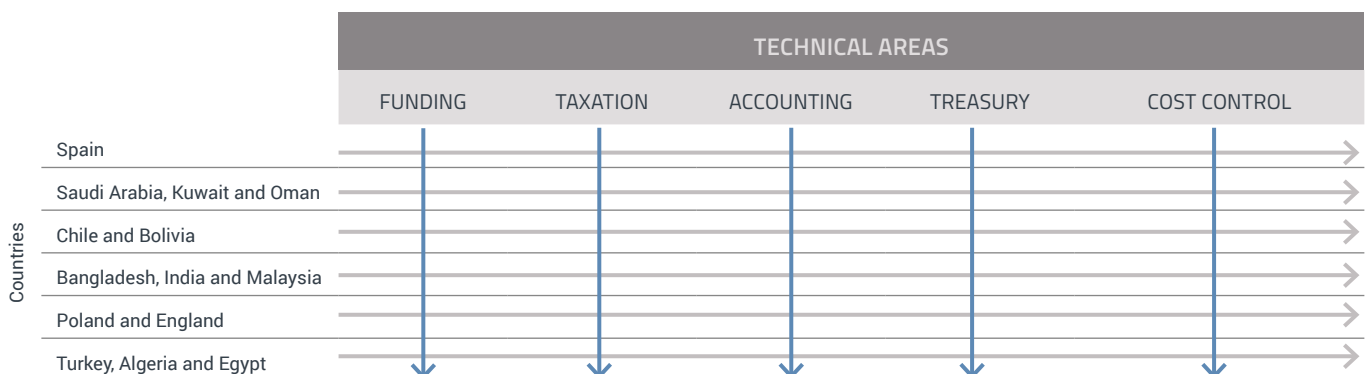 TECHNICAL AREAS
FUNDING TAXATION ACCOUNTING TREASURY COST CONTROL
Countries
Spain
Saudi Arabia, Kuwait and Oman
Chile and Bolivia
Bangladesh, India and Malaysia
Poland and England
Turkey, Algeria and Egypt